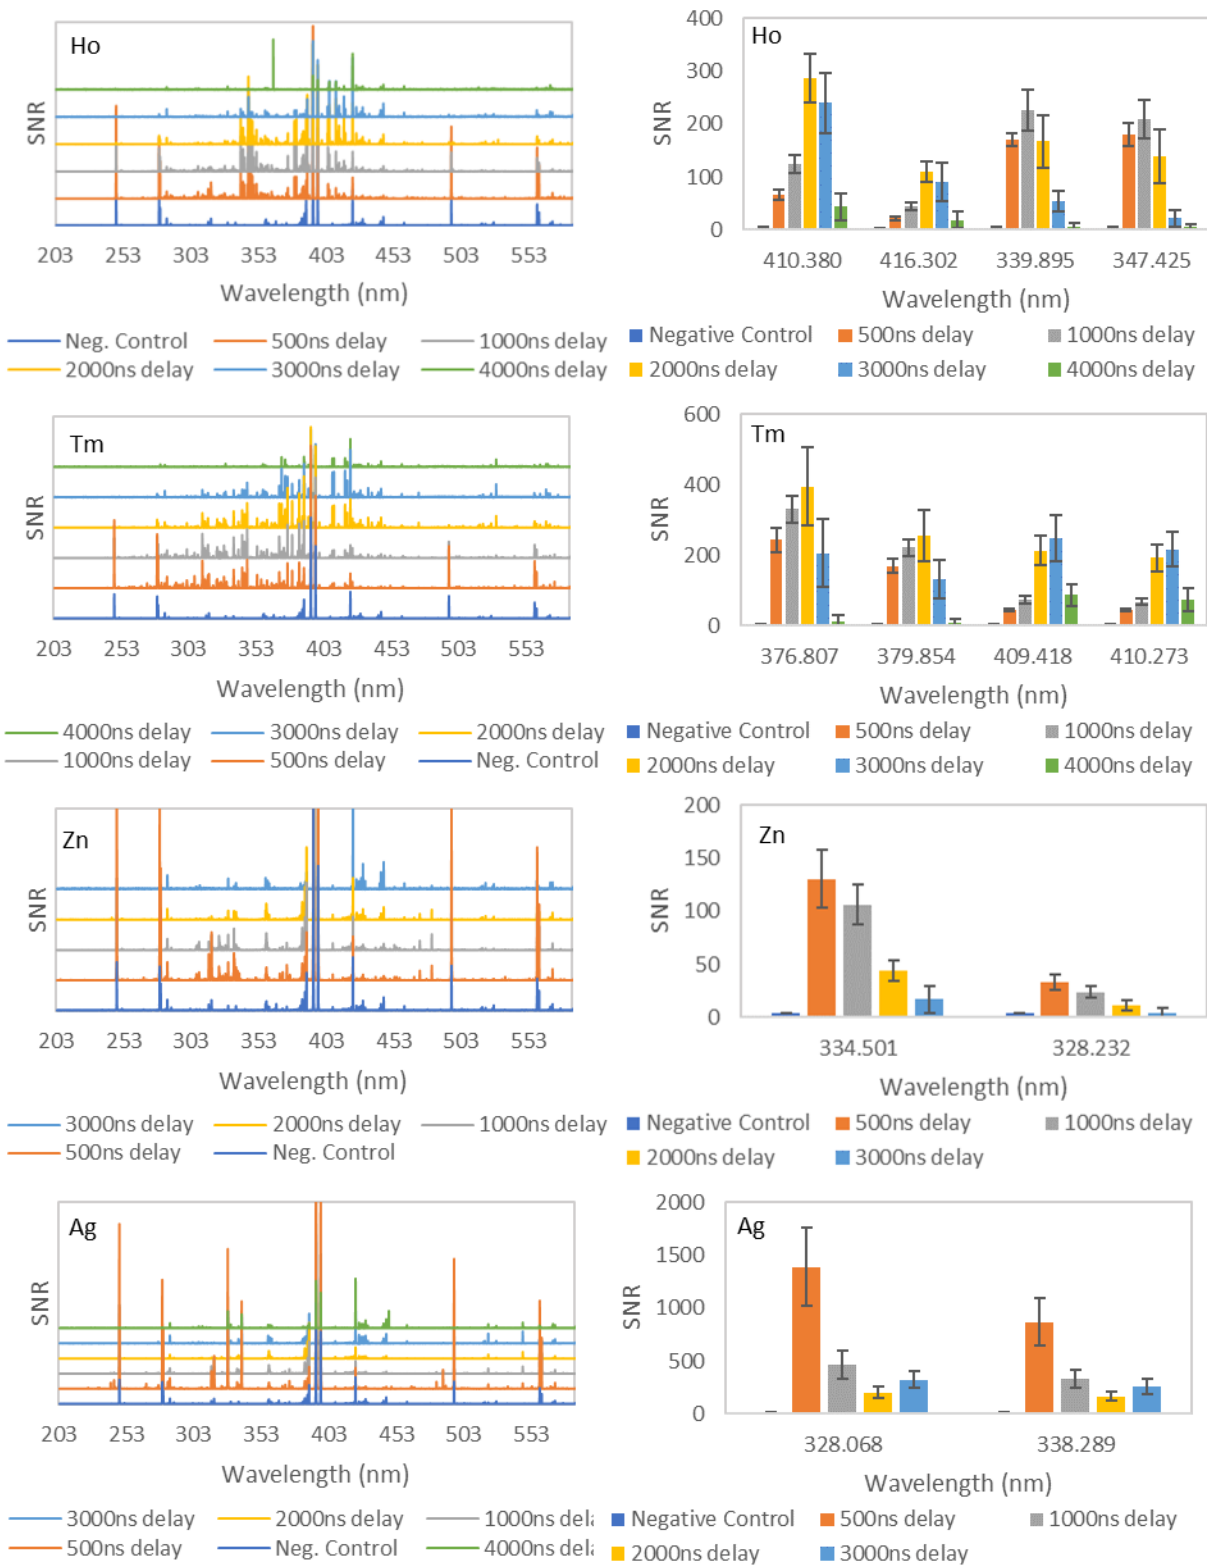 Ho
SNR
203 253 303 353 403 453 503 553
Wavelength (nm)
Neg. Control 500ns delay 1000ns delay
2000ns delay 3000ns delay 4000ns delay
Ho
SNR
400
300
200
100
0
410.380 416.302 339.895 347.425
Wavelength (nm)
Negative Control 500ns delay 1000ns delay
2000ns delay 3000ns delay 4000ns delay
Tm
SNR
203 253 303 353 403 453 503 553
Wavelength (nm)
4000ns delay 3000ns delay 2000ns delay
1000ns delay 500ns delay Neg. Control
Tm
SNR
600
400
200
0
376.807 379.854 409.418 410.273
Wavelength (nm)
Negative Control 500ns delay 1000ns delay
2000ns delay 3000ns delay 4000ns delay
Zn
SNR
203 253 303 353 403 453 503 553
Wavelength (nm)
3000ns delay 2000ns delay 1000ns delay
500ns delay Neg. Control
Zn
SNR
200
150
100
50
0
334.501 328.232
Wavelength (nm)
Negative Control 500ns delay 1000ns delay
2000ns delay 3000ns delay
Ag
SNR
203 253 303 353 403 453 503 553
Wavelength (nm)
3000ns delay 2000ns delay 1000ns dela
500ns delay Neg. Control 4000ns dela
Ag
SNR
2000
1500
1000
500
0
328.068 338.289
Wavelength (nm)
Negative Control 500ns delay 1000ns delay
2000ns delay 3000ns delay